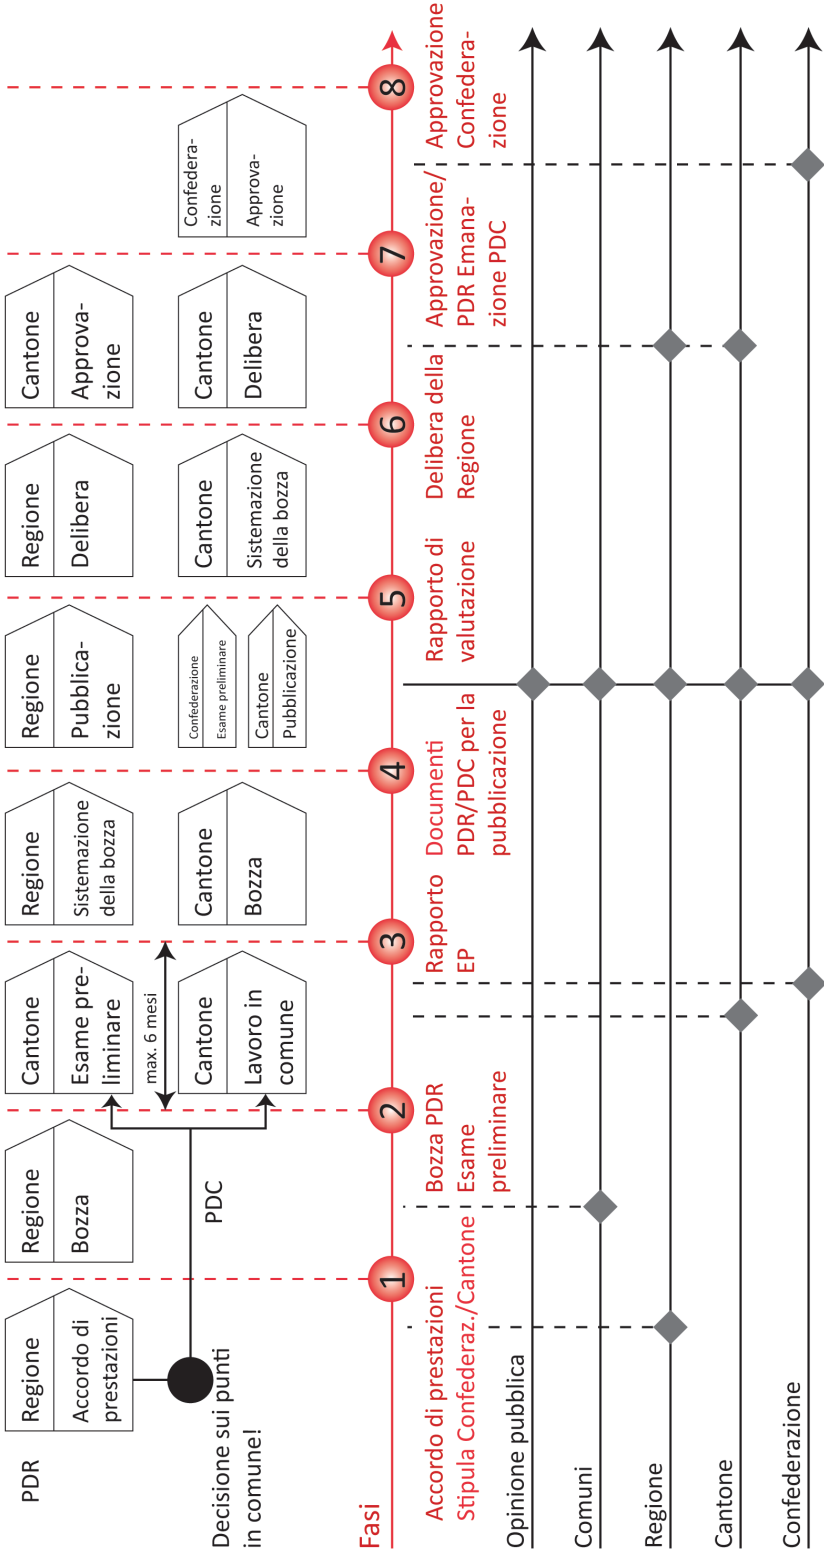 PDR
Regione
Accordo di
prestazioni
Regione
Bozza
Cantone
Esame pre-
liminare
Regione
Sistemazione
della bozza
Regione
Pubblica-
zione
Regione
Delibera
Cantone
Approva-
zione
max. 6 mesi
Decisione sui punti
in comune!
PDC
Cantone
Lavoro in
comune
Cantone
Bozza
Confederazione
Esame preliminare
Cantone
Pubblicazione
Cantone
Sistemazione
della bozza
Cantone
Delibera
Confedera-
zione
Approva-
zione
Fasi
1
2
3
4
5
6
7
8
Accordo di prestazioni
Stipula Confederaz./Cantone
Bozza PDR
Esame
preliminare
Rapporto
EP
Documenti
PDR/PDC per la
pubblicazione
Rapporto di
valutazione
Delibera della
Regione
Approvazione/
PDR Emana-
zione PDC
Approvazione
Confedera-
zione
Opinione pubblica
Comuni
Regione
Cantone
Confederazione